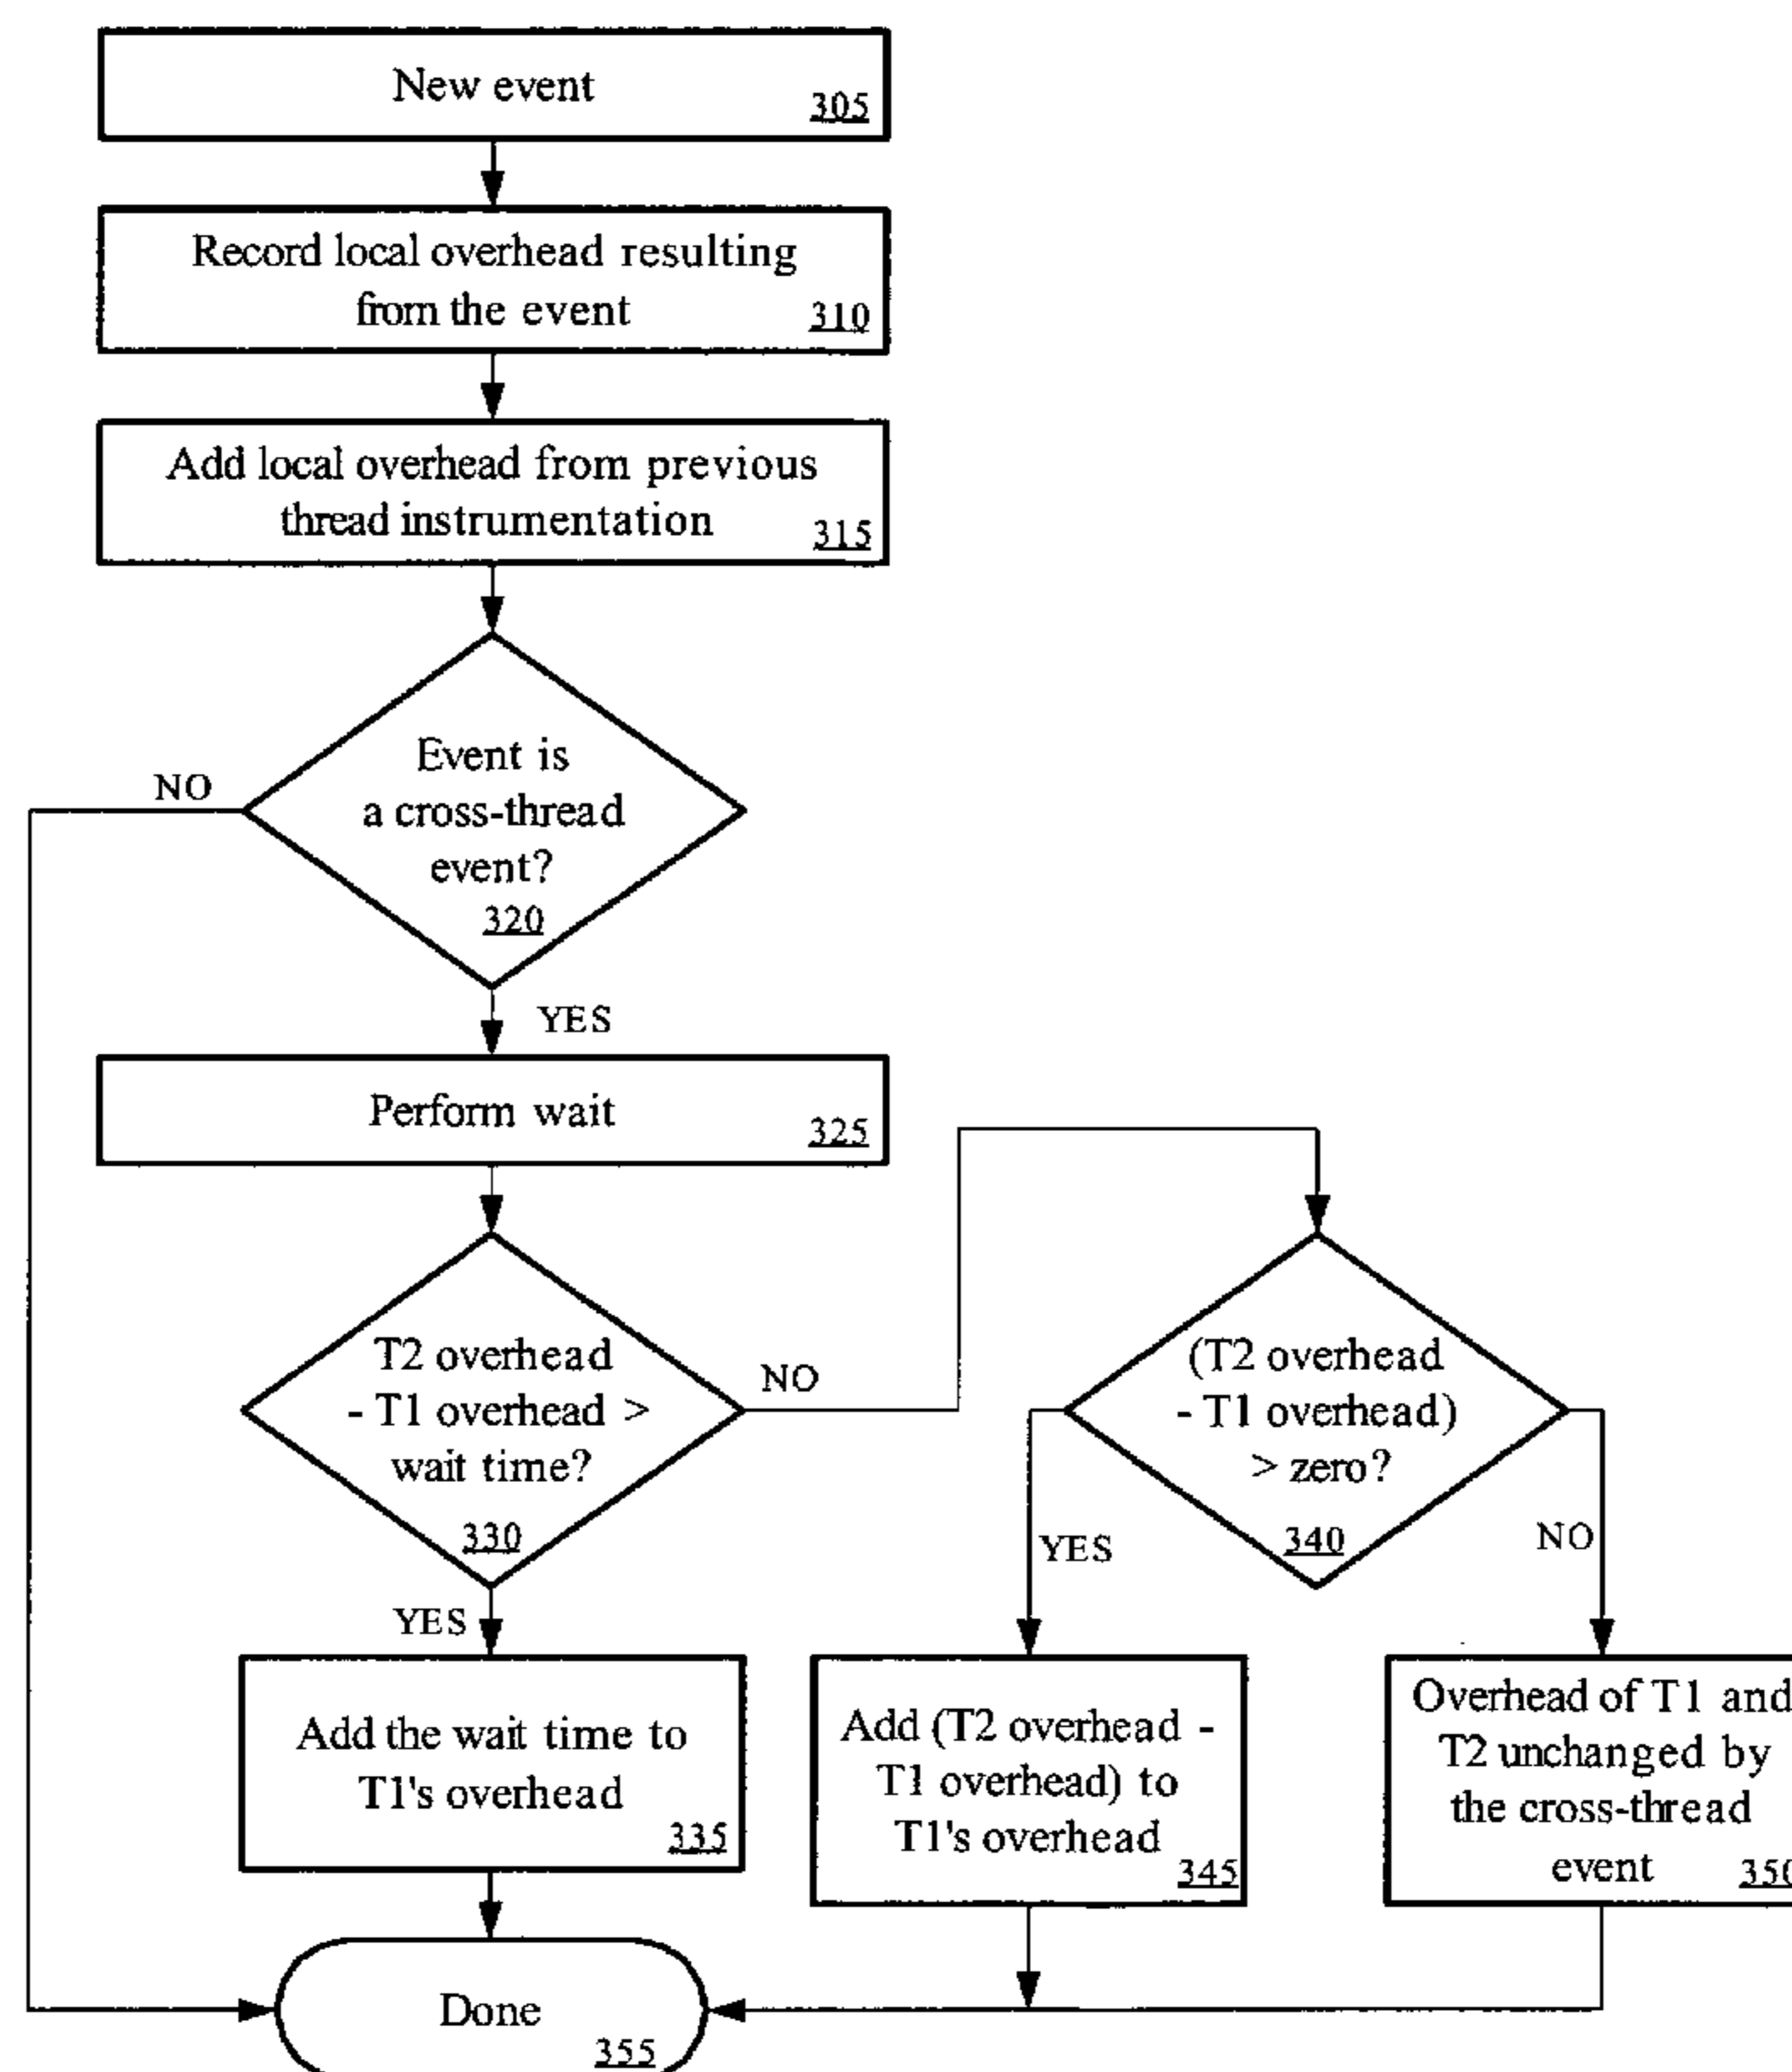 New event
305
Record local overhead resulting
from the event
310
Add local overhead from previous
thread instrumentation
315
Event is
a cross-thread
event?
320
NO
YES
Perform wait
325
T2 overhead
- T1 overhead >
wait time?
330
NO
YES
(T2 overhead
- T1 overhead)
> zero?
340
YES
NO
Add the wait time to
T1's overhead
335
Add (T2 overhead -
T1 overhead) to
T1's overhead
345
Overhead of T1 and
T2 unchanged by
the cross-thread
event
350
Done
355